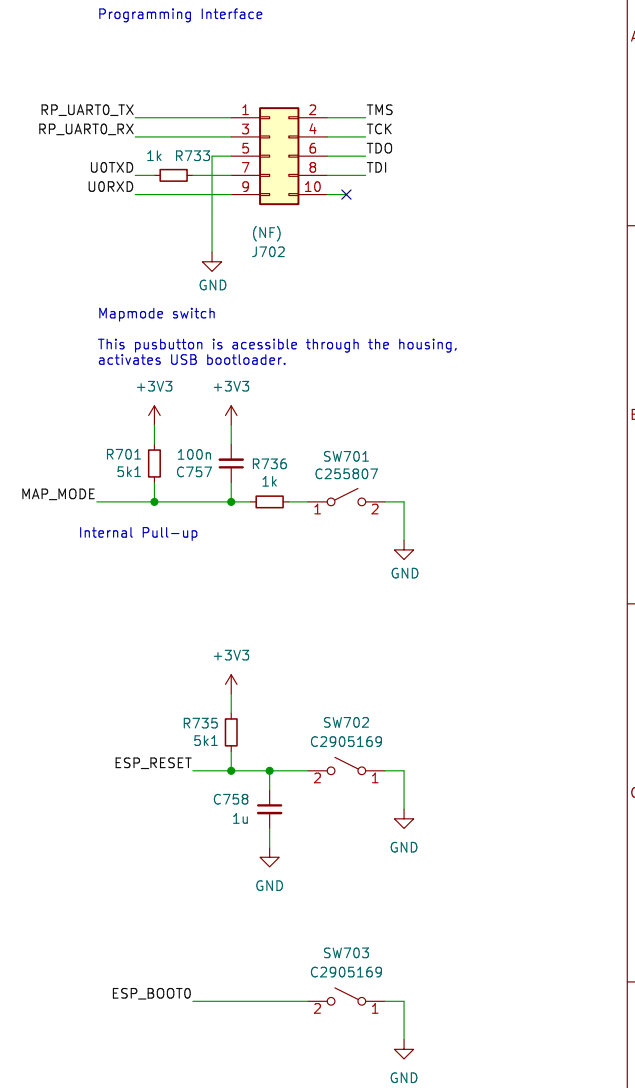 Programming Interface
RP_UART0_TX 1 2 TMS
RP_UART0_RX 3 4 TCK
5 6 TDO
1k R733
U0TXD 7 8 TDI
U0RXD 9 10
(NF)
J702
GND
Mapmode switch
This pusbutton is acessible through the housing,
activates USB bootloader.
+3V3 +3V3
R701 100n
5k1 C757
R736
1k
SW701
C255807
MAP_MODE
1 2
Internal Pull-up
GND
+3V3
R735
5k1
SW702
C2905169
ESP_RESET
2 1
C758
1u
GND
GND
SW703
C2905169
ESP_BOOT0
2 1
GND
A
B
C